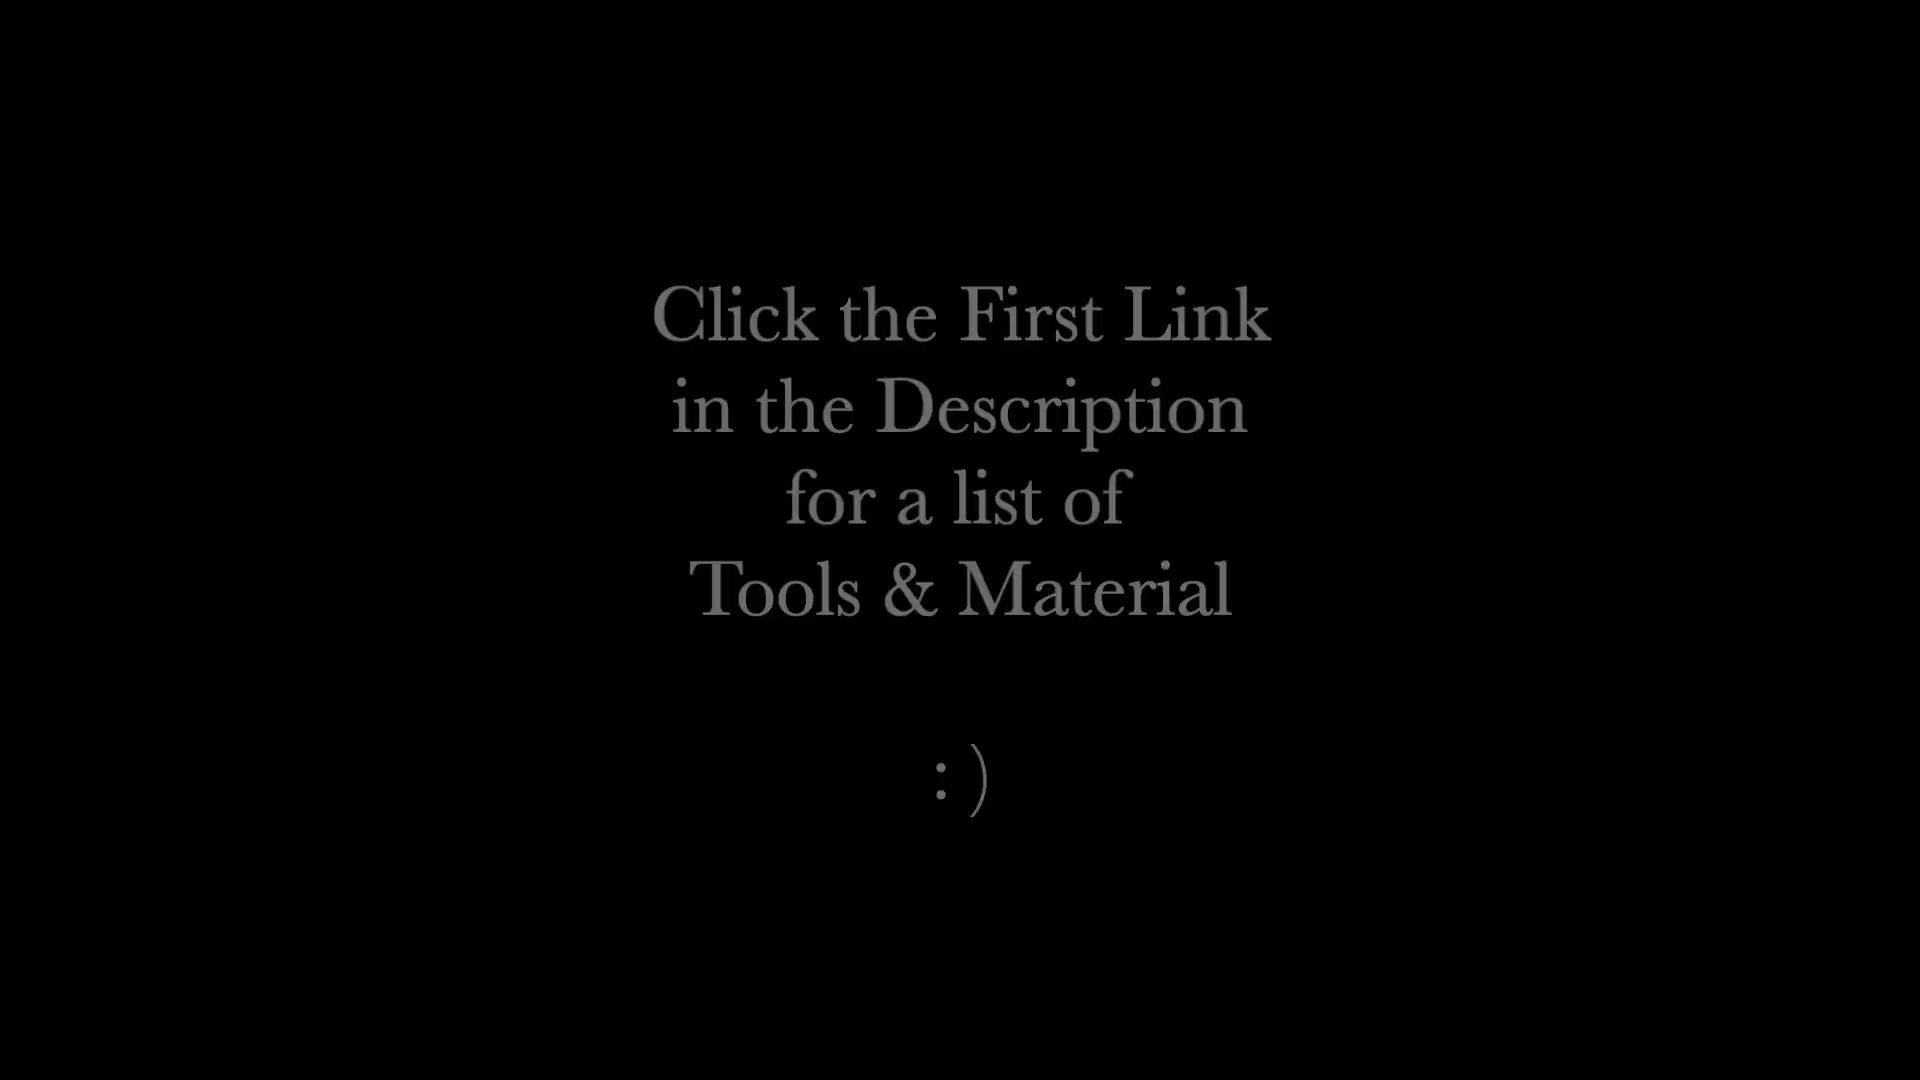 Click the First Link
in the Description
for a list of
Tools & Material
: )